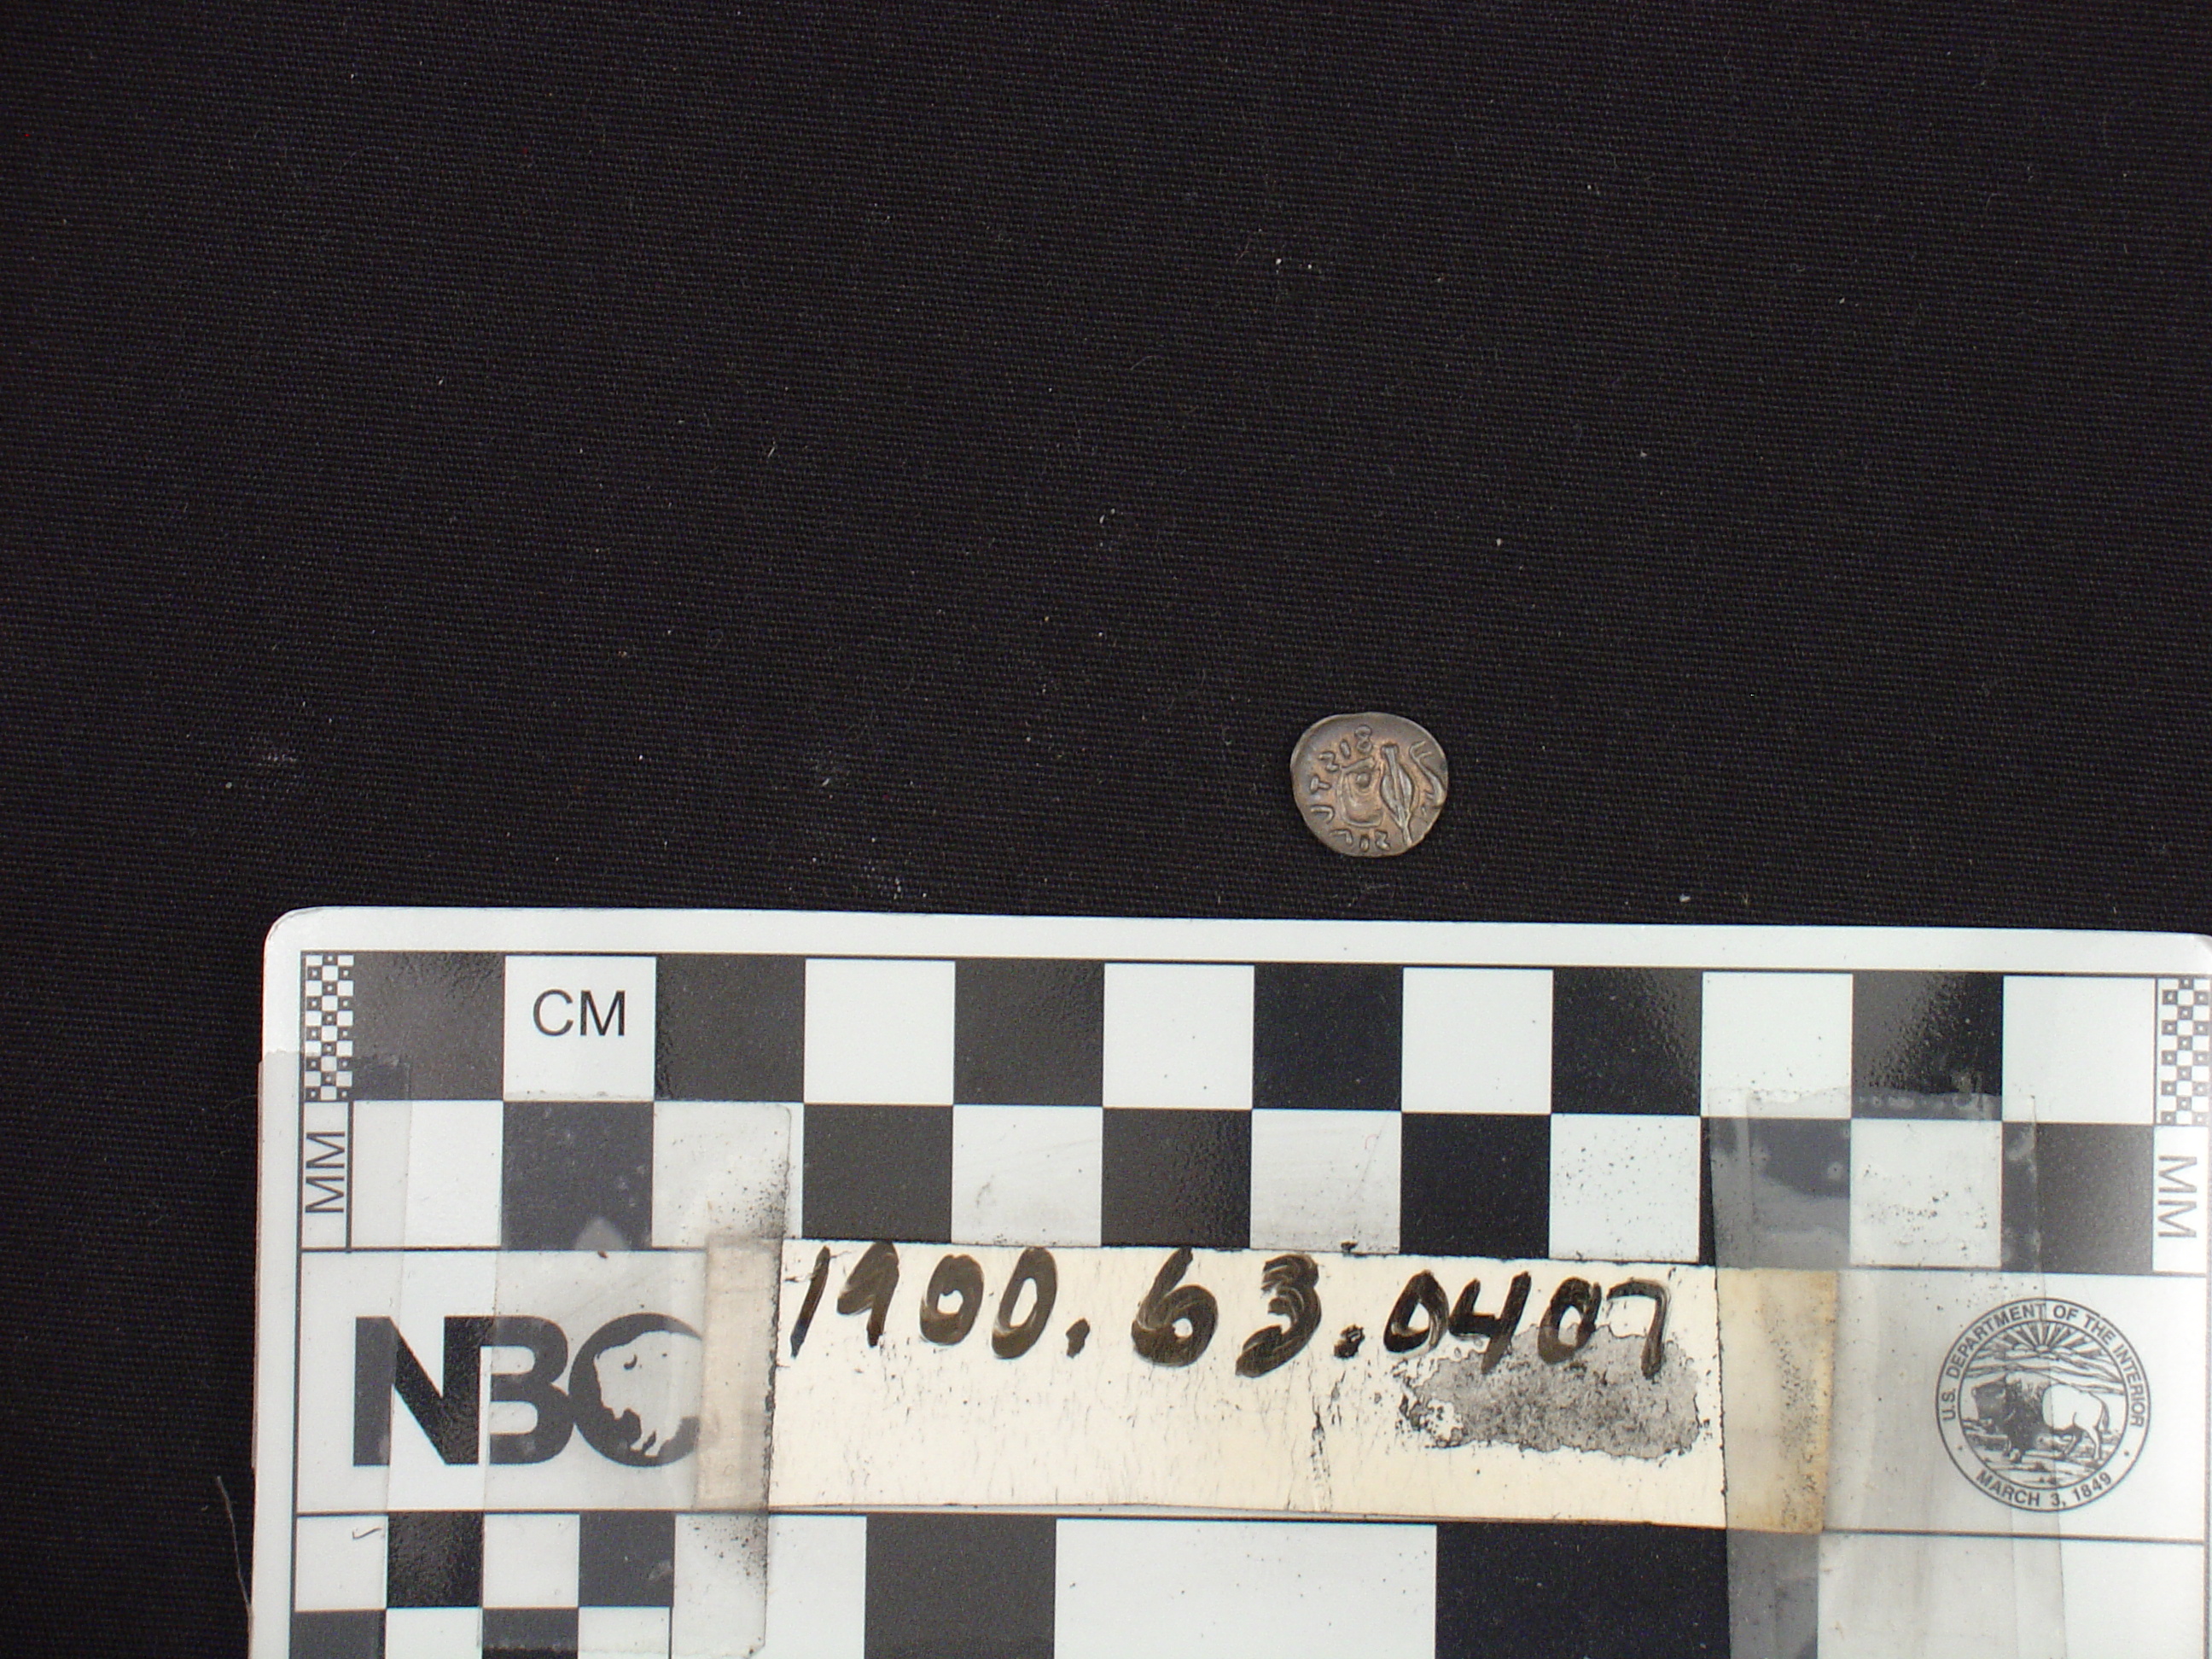 CM
MM
MM
NBC
1900.63.0407
U.S. DEPARTMENT OF THE INTERIOR
MARCH 3, 1849